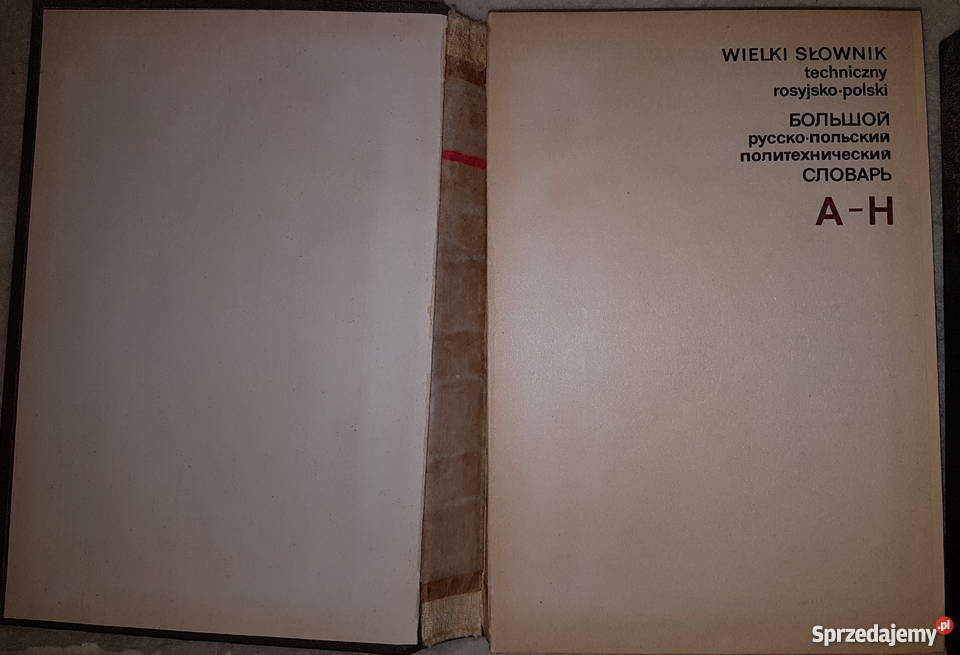 WIELKI SŁOWNIK
techniczny
rosyjsko-polski
БОЛЬШОЙ
русско-польский
политехнический
СЛОВАРЬ
А-Н
Sprzedajemy.pl